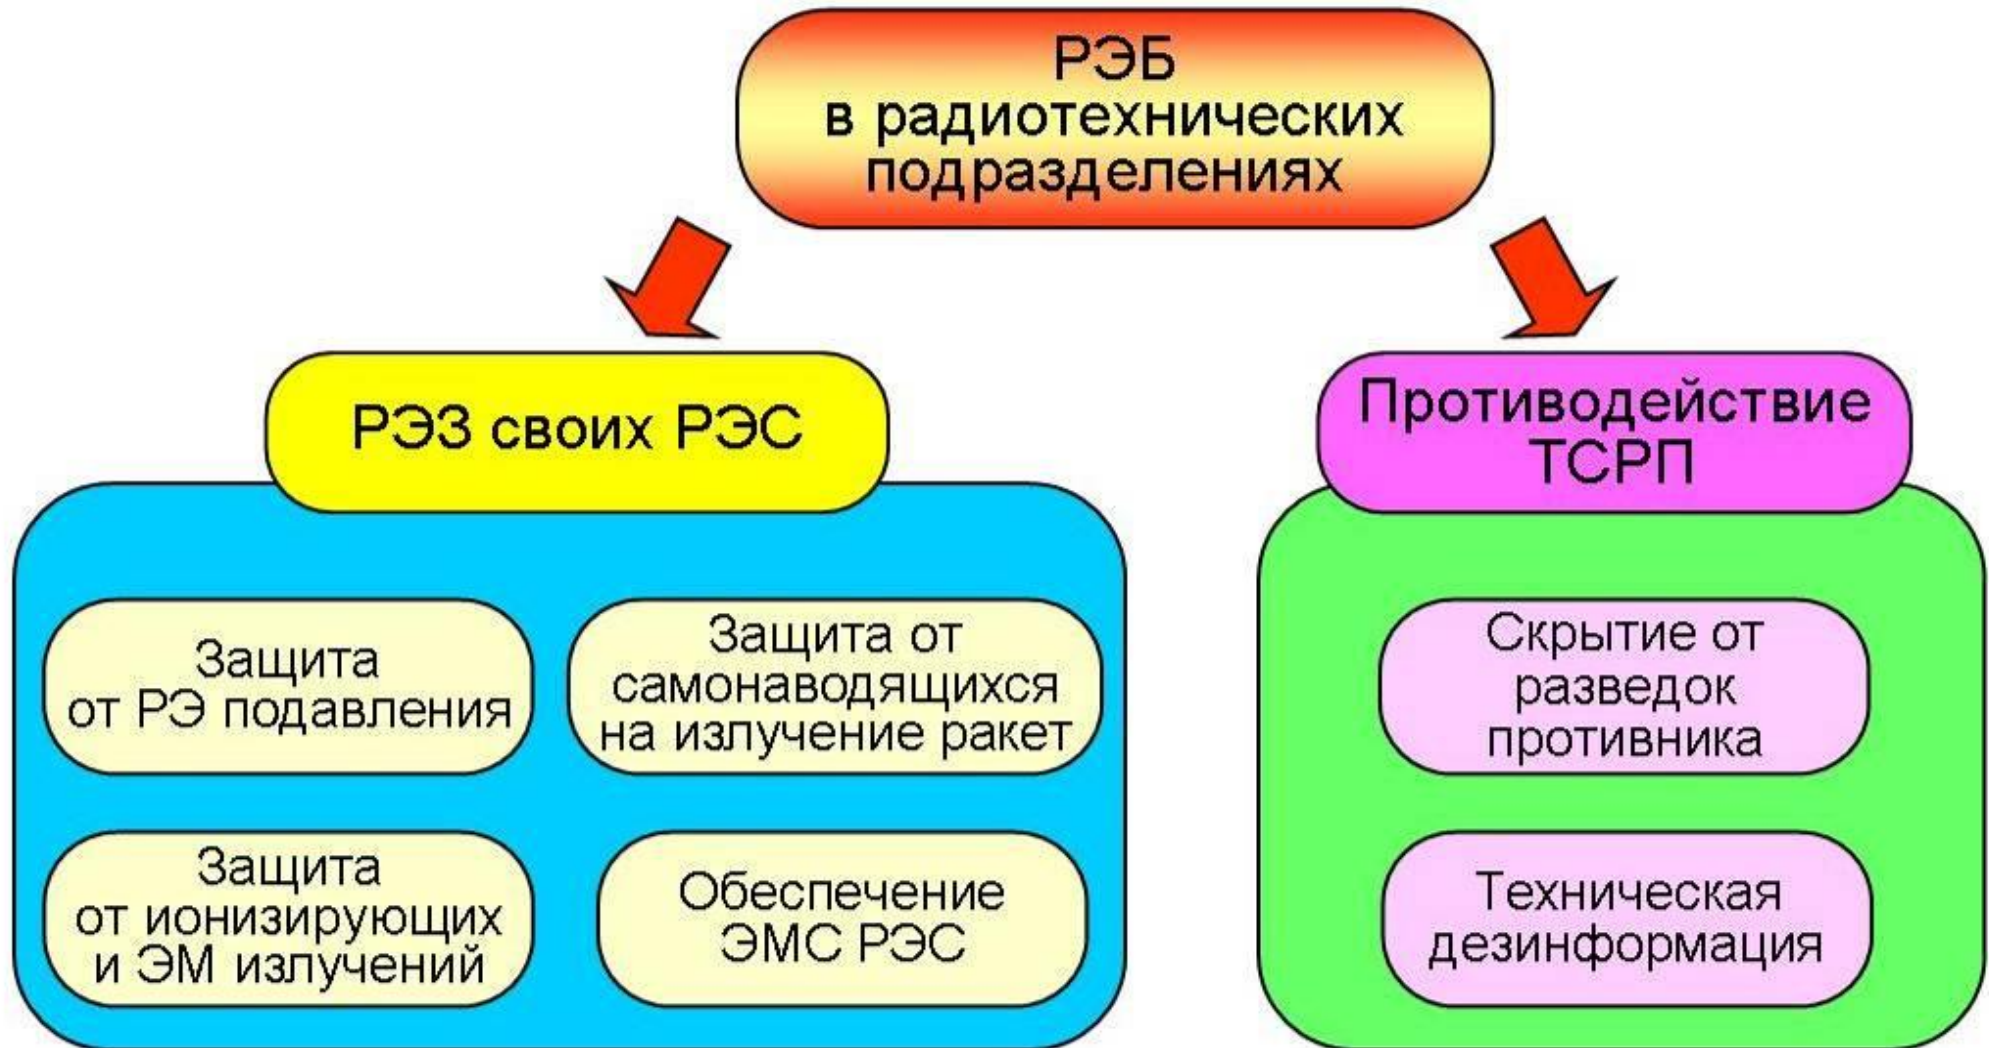 РЭБ
в радиотехнических
подразделениях
РЭЗ своих РЭС
Противодействие
ТСРП
Защита
от РЭ подавления
Защита от
самонаводящихся
на излучение ракет
Скрытие от
разведок
противника
Защита
от ионизирующих
и ЭМ излучений
Обеспечение
ЭМС РЭС
Техническая
дезинформация